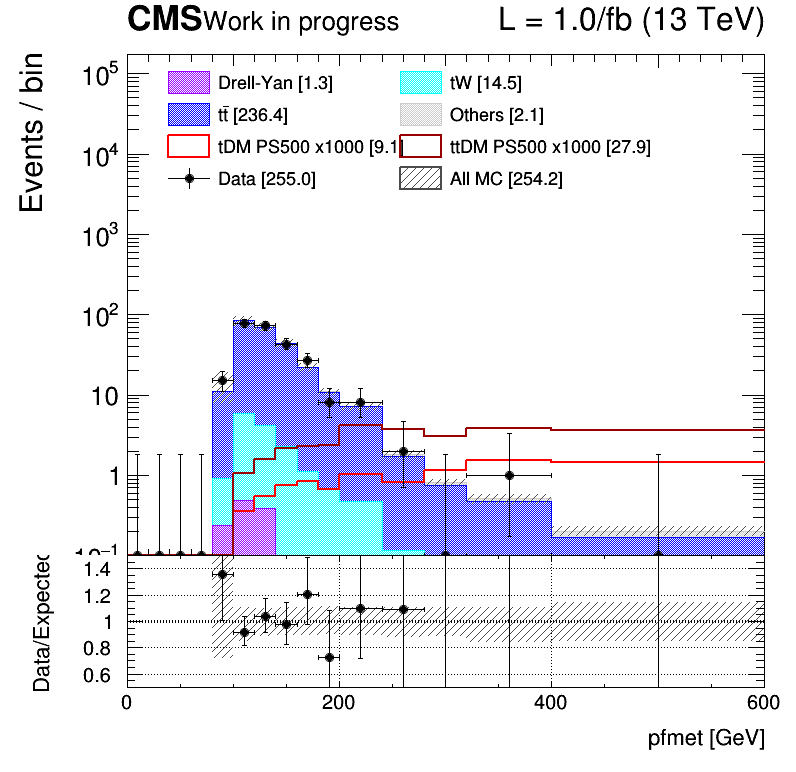 CMS Work in progress L = 1.0/fb (13 TeV)
Events / bin
Drell-Yan [1.3] tW [14.5]
tt̄ [236.4] Others [2.1]
tDM PS500 x1000 [9.1] ttDM PS500 x1000 [27.9]
Data [255.0] All MC [254.2]
10⁵
10⁴
10³
10²
10
1
10⁻¹
Data/Expected
1.4
1.2
1
0.8
0.6
0 200 400 600
pfmet [GeV]